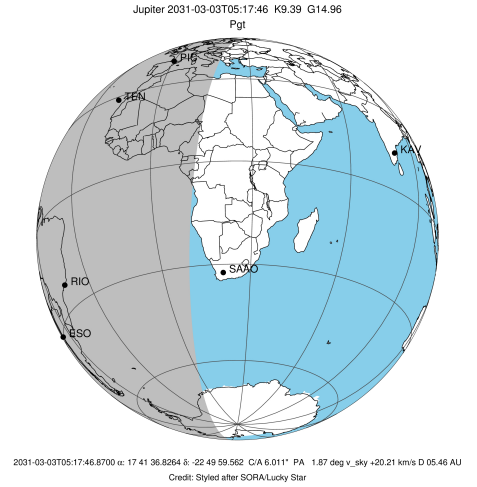 Jupiter 2031-03-03T05:17:46  K9.39  G14.96
Pgt
PIC
TEN
KAV
SAAO
RIO
ESO
2031-03-03T05:17:46.8700 α: 17 41 36.8264 δ: -22 49 59.562  C/A 6.011" PA  1.87 deg v_sky +20.21 km/s D 05.46 AU
Credit: Styled after SORA/Lucky Star